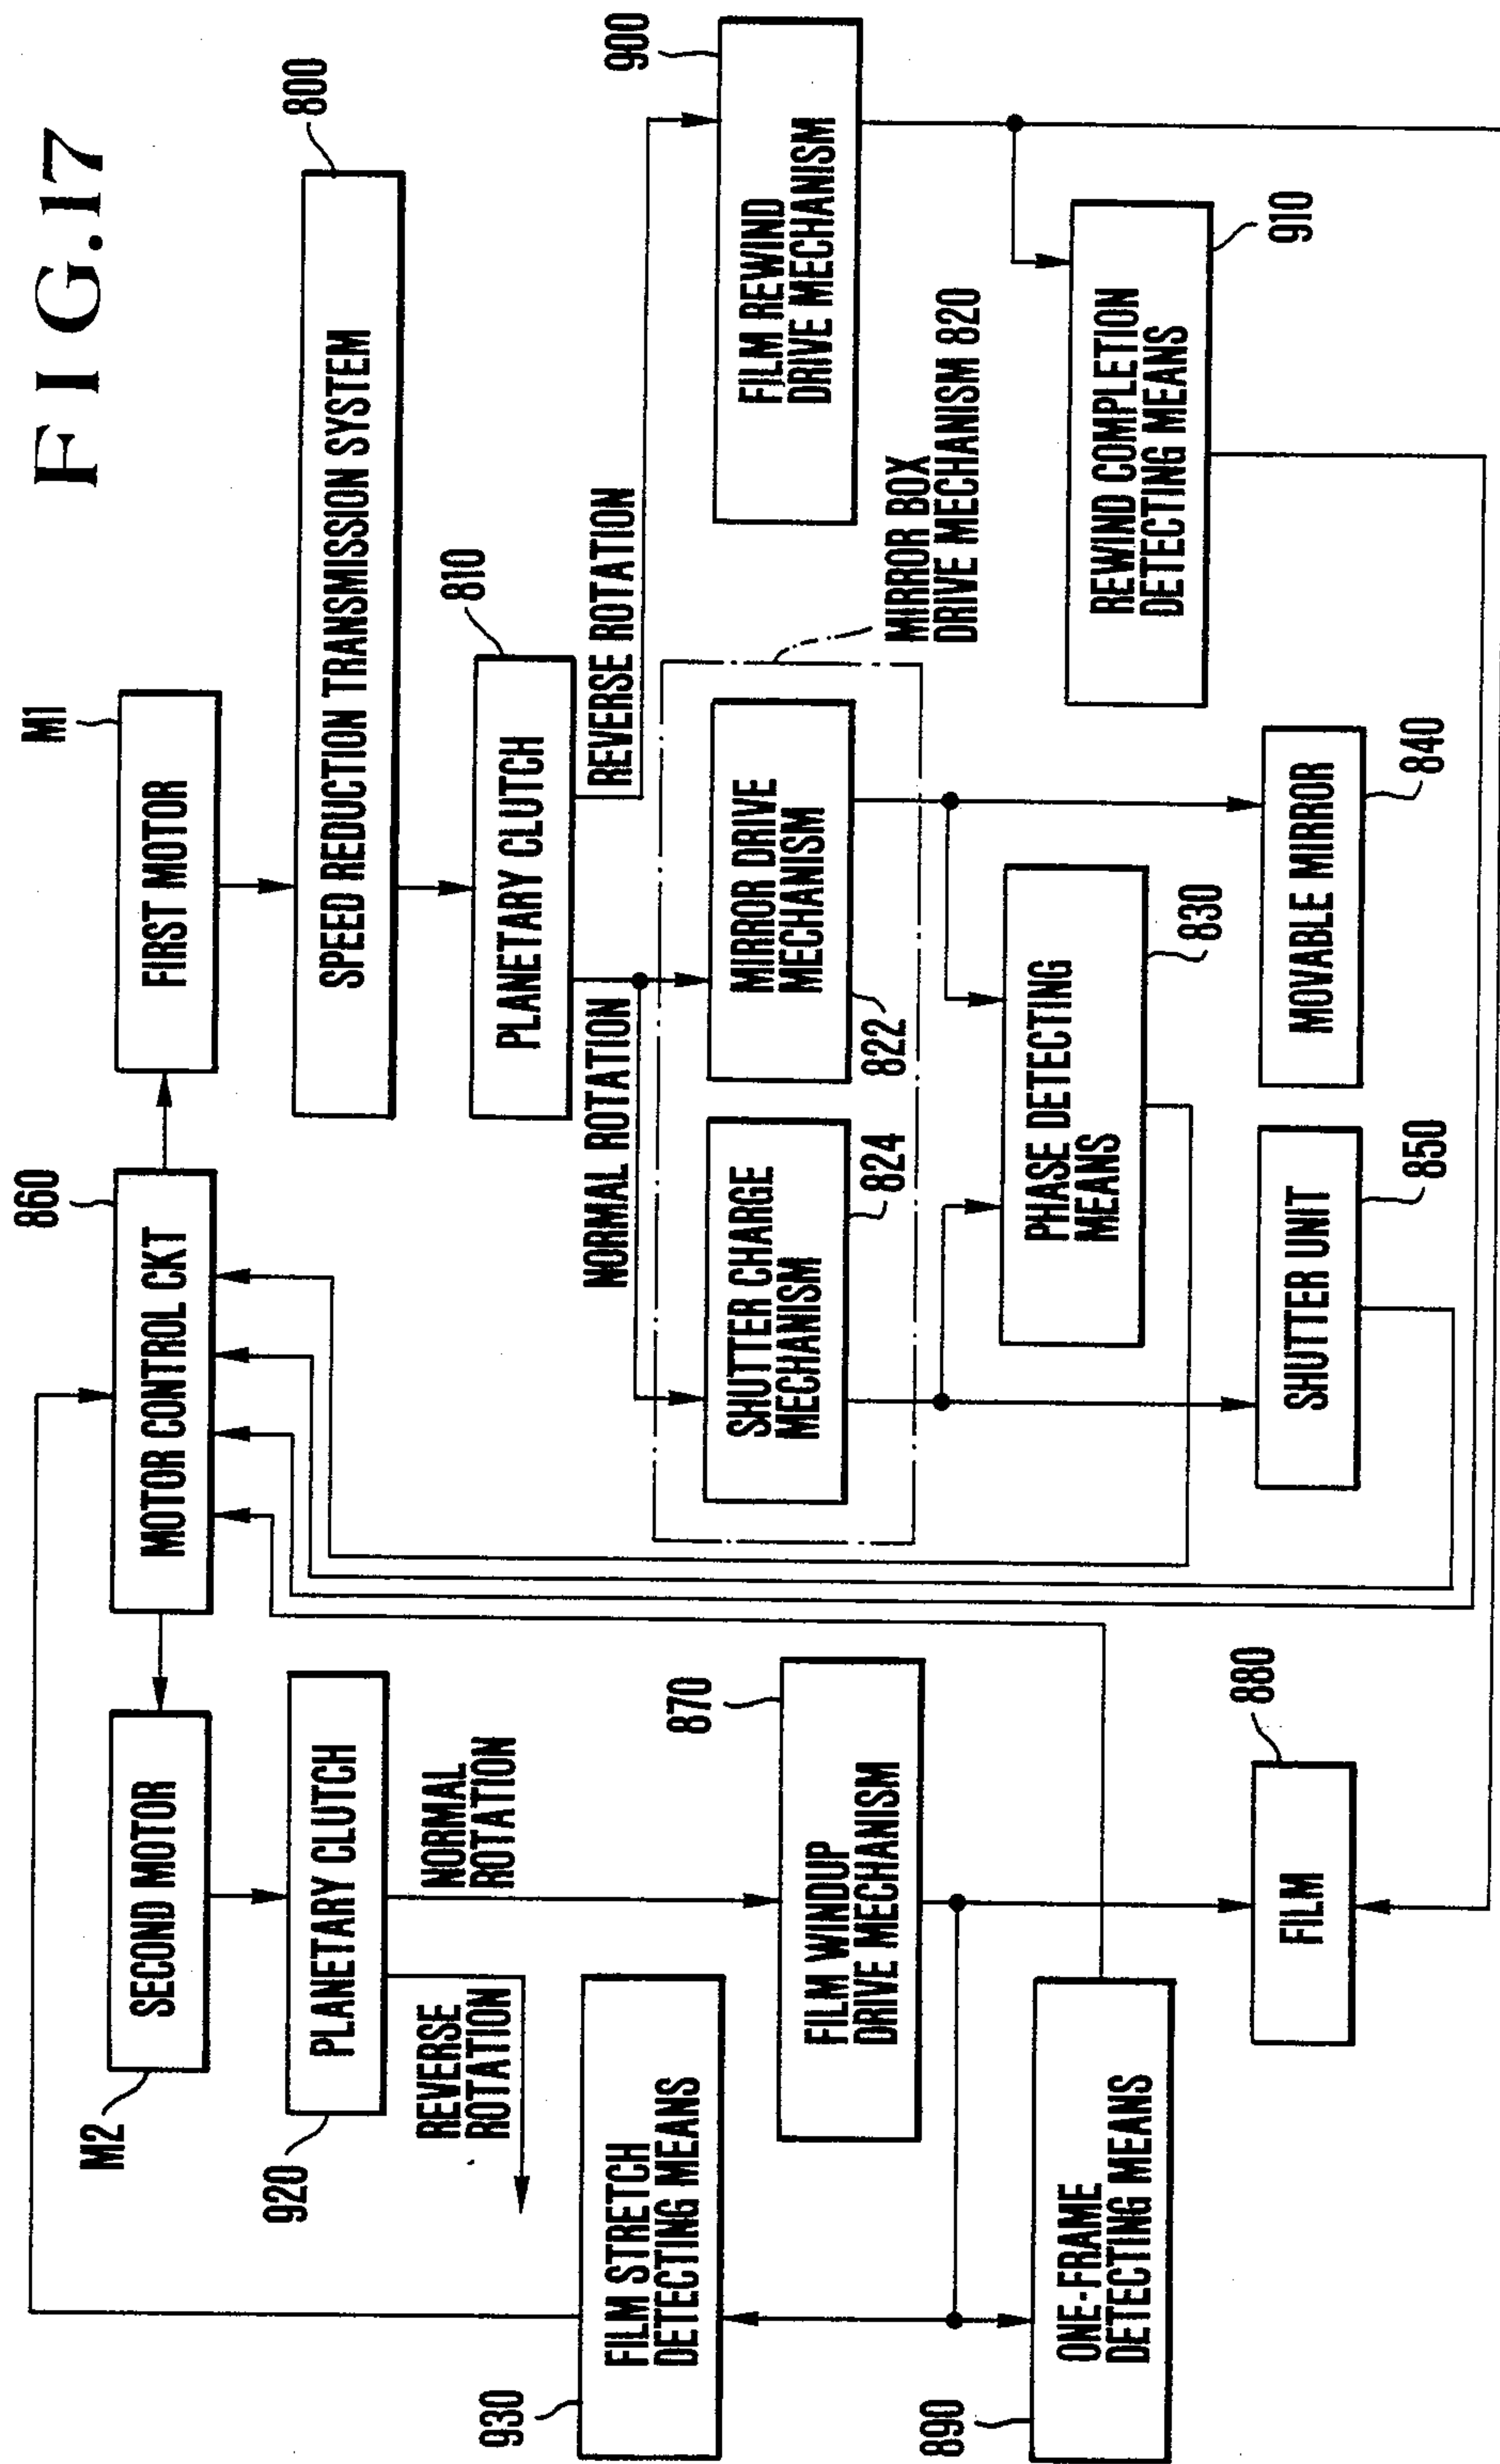 FIG.17
860
M1
MOTOR CONTROL CKT
FIRST MOTOR
SECOND MOTOR
M2
800
SPEED REDUCTION TRANSMISSION SYSTEM
PLANETARY CLUTCH
920
810
PLANETARY CLUTCH
NORMAL
ROTATION
REVERSE
ROTATION
NORMAL ROTATION
REVERSE ROTATION
900
FILM REWIND
DRIVE MECHANISM
930
FILM STRETCH
DETECTING MEANS
870
FILM WINDUP
DRIVE MECHANISM
SHUTTER CHARGE
MECHANISM
824
MIRROR DRIVE
MECHANISM
822
MIRROR BOX
DRIVE MECHANISM 820
890
ONE-FRAME
DETECTING MEANS
PHASE DETECTING
MEANS
830
REWIND COMPLETION
DETECTING MEANS
910
880
FILM
SHUTTER UNIT
850
MOVABLE MIRROR
840